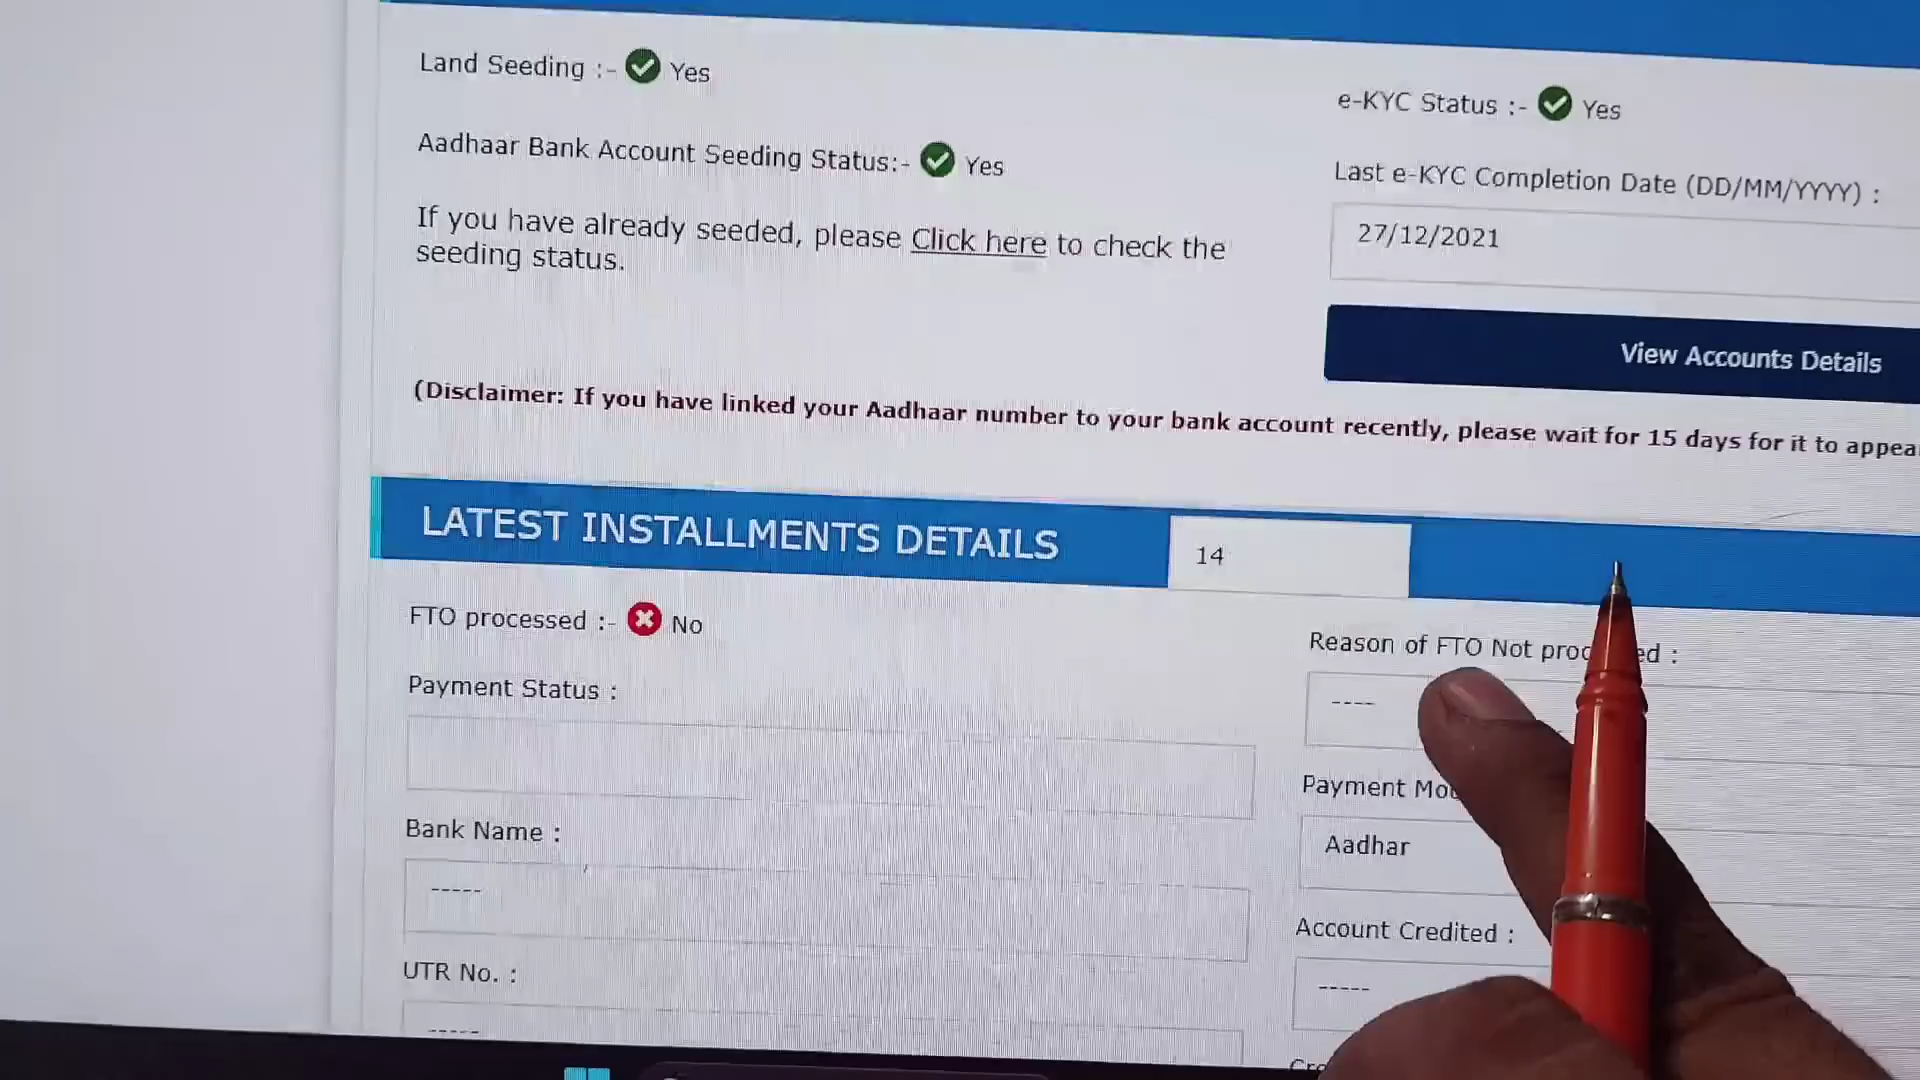 Land Seeding :- Yes
e-KYC Status :- Yes
Aadhaar Bank Account Seeding Status:- Yes
Last e-KYC Completion Date (DD/MM/YYYY) :
27/12/2021
If you have already seeded, please Click here to check the
seeding status.
View Accounts Details
(Disclaimer: If you have linked your Aadhaar number to your bank account recently, please wait for 15 days for it to
LATEST INSTALLMENTS DETAILS
14
FTO processed :- No
Reason of FTO Not :
----
Payment Status :
Payment
Aadhar
Bank Name :
-----
Account Credited :
-----
UTR No. :
-----